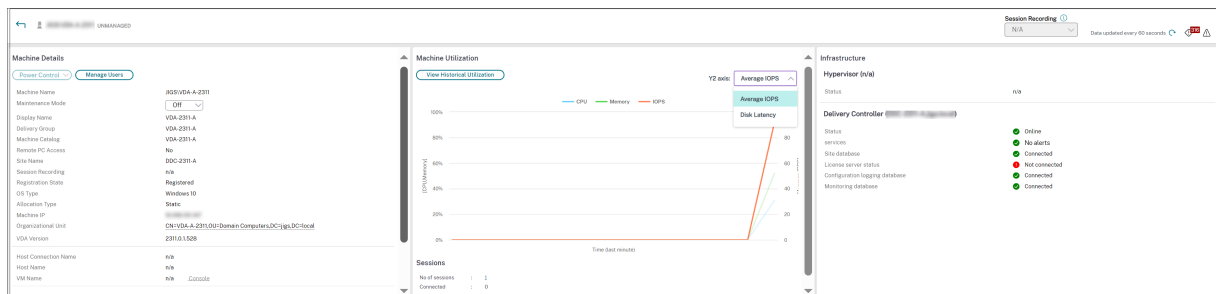 UNMANAGED
Session Recording
N/A
Data updated every 60 seconds
Machine Details
Power Control
Manage Users
Machine Name JIGS\VDA-A-2311
Maintenance Mode Off
Display Name VDA-2311-A
Delivery Group VDA-2311-A
Machine Catalog VDA-2311-A
Remote PC Access No
Site Name DDC-2311-A
Session Recording n/a
Registration State Registered
OS Type Windows 10
Allocation Type Static
Machine IP
Organizational Unit CN=VDA-A-2311,OU=Domain Computers,DC=jigs,DC=local
VDA Version 2311.0.1.528
Host Connection Name n/a
Host Name n/a
VM Name n/a Console
Machine Utilization
View Historical Utilization
Y2 axis: Average IOPS
Average IOPS
Disk Latency
CPU Memory IOPS
100%
80% 80
60% 60
40% 40
20% 20
0% 0
(CPU,Memory)
Time (last minute)
Sessions
No of sessions : 1
Connected : 0
Infrastructure
Hypervisor (n/a)
Status n/a
Delivery Controller
Status Online
services No alerts
Site database Connected
License server status Not connected
Configuration logging database Connected
Monitoring database Connected